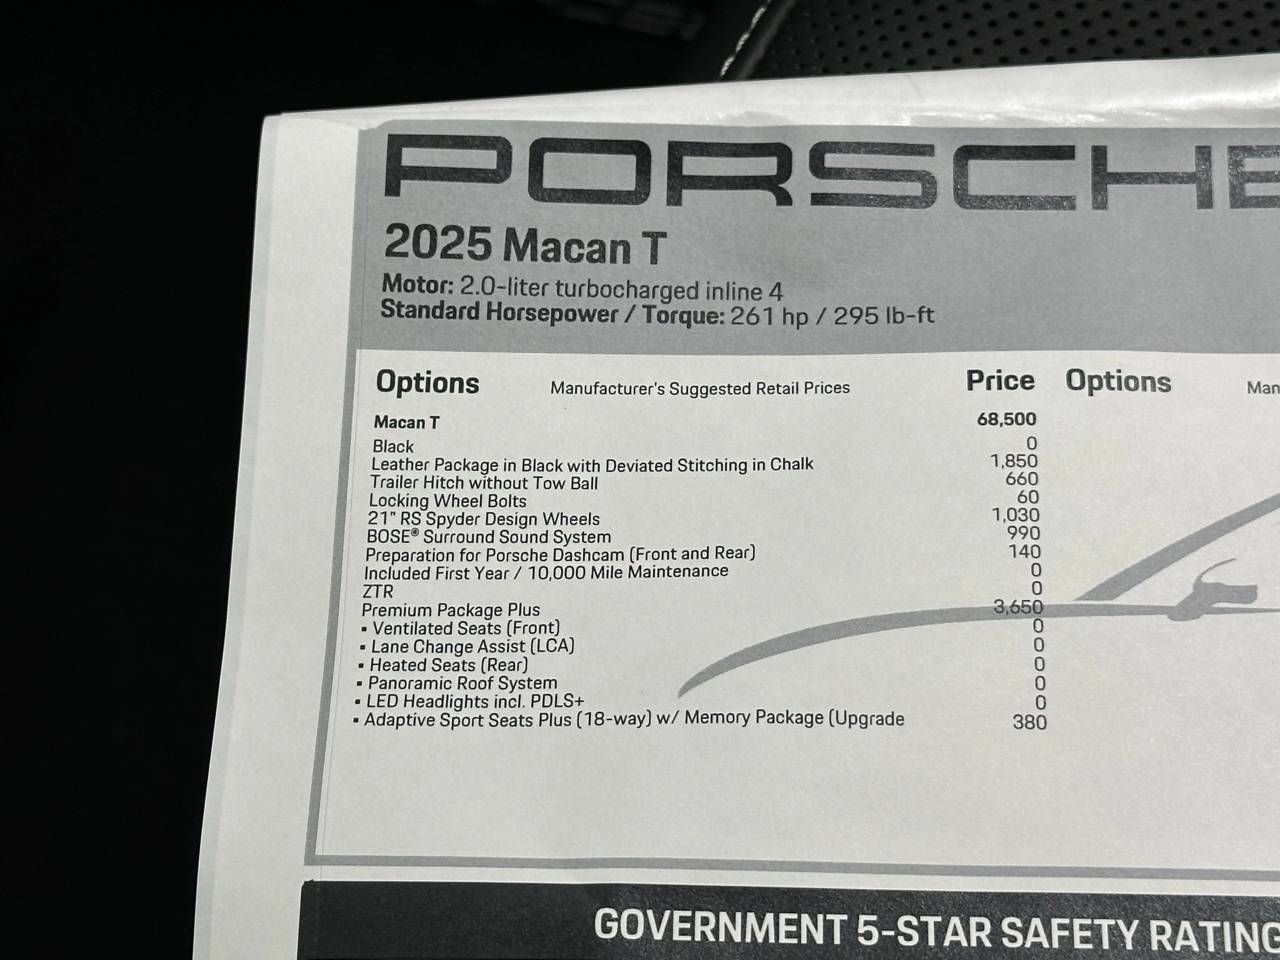 PORSCHE
2025 Macan T
Motor: 2.0-liter turbocharged inline 4
Standard Horsepower / Torque: 261 hp / 295 lb-ft
Options Manufacturer's Suggested Retail Prices Price Options Man
Macan T 68,500
Black 0
Leather Package in Black with Deviated Stitching in Chalk 1,850
Trailer Hitch without Tow Ball 660
Locking Wheel Bolts 60
21" RS Spyder Design Wheels 1,030
BOSE® Surround Sound System 990
Preparation for Porsche Dashcam (Front and Rear) 140
Included First Year / 10,000 Mile Maintenance 0
ZTR 0
Premium Package Plus 3,650
▪ Ventilated Seats (Front) 0
▪ Lane Change Assist (LCA) 0
▪ Heated Seats (Rear) 0
▪ Panoramic Roof System 0
▪ LED Headlights incl. PDLS+ 0
▪ Adaptive Sport Seats Plus (18-way) w/ Memory Package (Upgrade 380
GOVERNMENT 5-STAR SAFETY RATING